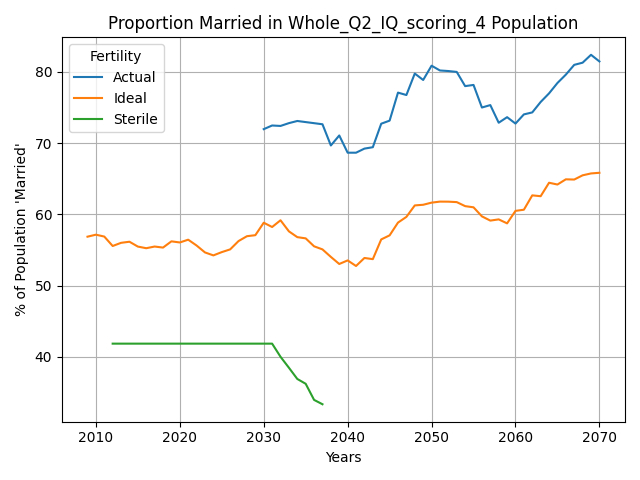 Proportion Married in Whole_Q2_IQ_scoring_4 Population
Fertility
Actual
Ideal
Sterile
% of Population 'Married'
80
70
60
50
40
2010 2020 2030 2040 2050 2060 2070
Years